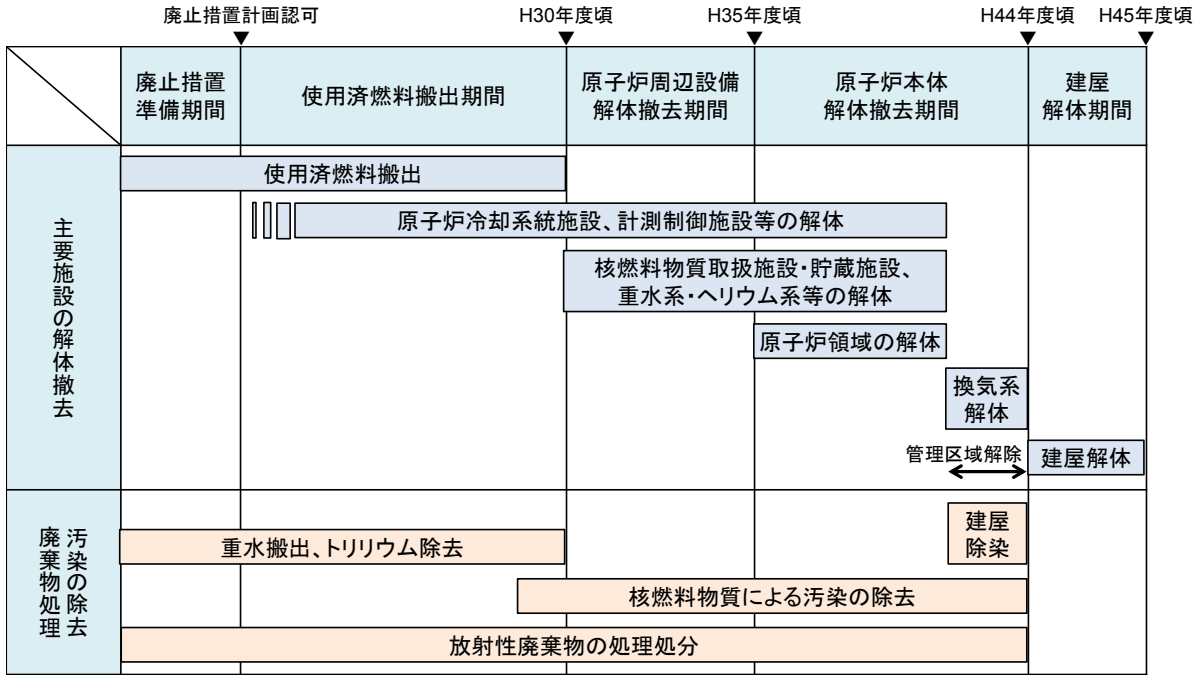 廃止措置計画認可
H30年度頃
H35年度頃
H44年度頃
H45年度頃
廃止措置
準備期間
使用済燃料搬出期間
原子炉周辺設備
解体撤去期間
原子炉本体
解体撤去期間
建屋
解体期間
主要施設の解体撤去
使用済燃料搬出
原子炉冷却系統施設、計測制御施設等の解体
核燃料物質取扱施設・貯蔵施設、
重水系・ヘリウム系等の解体
原子炉領域の解体
換気系
解体
管理区域解除
建屋解体
汚染の除去
廃棄物処理
建屋
除染
重水搬出、トリリウム除去
核燃料物質による汚染の除去
放射性廃棄物の処理処分